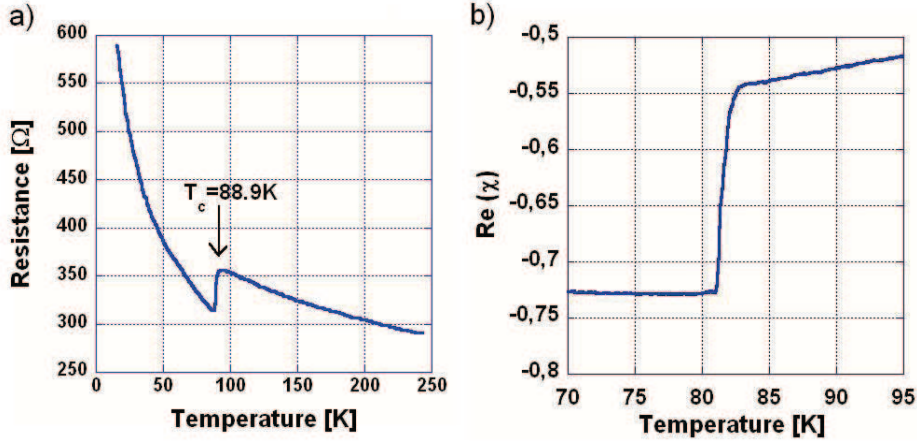 a)
Resistance [Ω]
600
550
500
450
400
350
300
250
T_c=88.9K
0 50 100 150 200 250
Temperature [K]
b)
Re (χ)
-0,5
-0,55
-0,6
-0,65
-0,7
-0,75
-0,8
70 75 80 85 90 95
Temperature [K]